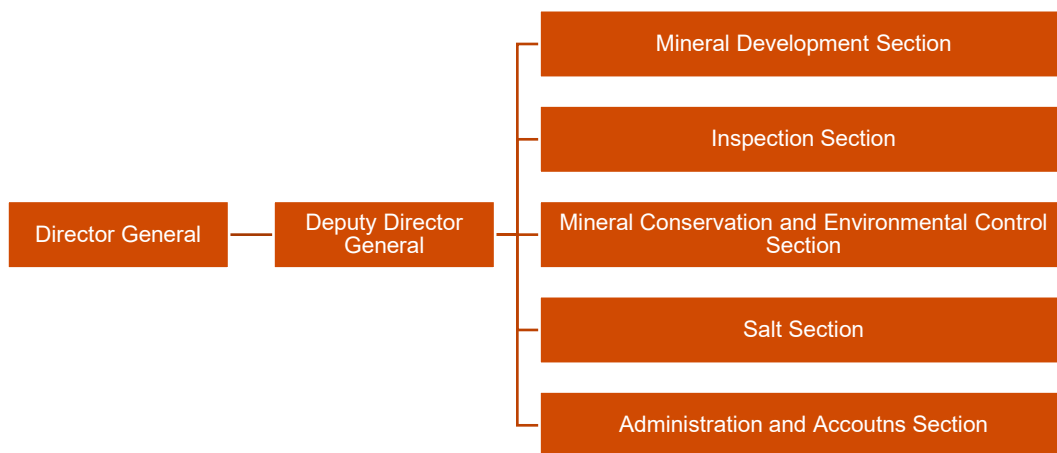 Mineral Development Section
Inspection Section
Director General
Deputy Director
General
Mineral Conservation and Environmental Control
Section
Salt Section
Administration and Accoutns Section